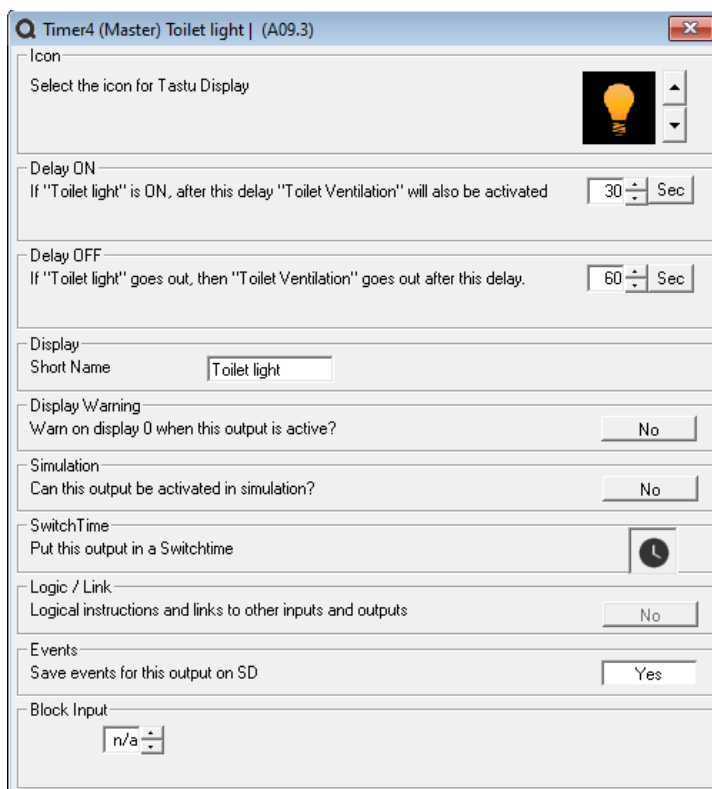 Timer4 (Master) Toilet light | (A09.3)
Icon
Select the icon for Tastu Display
Delay ON
If "Toilet light" is ON, after this delay "Toilet Ventilation" will also be activated 30 Sec
Delay OFF
If "Toilet light" goes out, then "Toilet Ventilation" goes out after this delay. 60 Sec
Display
Short Name Toilet light
Display Warning
Warn on display 0 when this output is active? No
Simulation
Can this output be activated in simulation? No
SwitchTime
Put this output in a Switchtime
Logic / Link
Logical instructions and links to other inputs and outputs No
Events
Save events for this output on SD Yes
Block Input
n/a